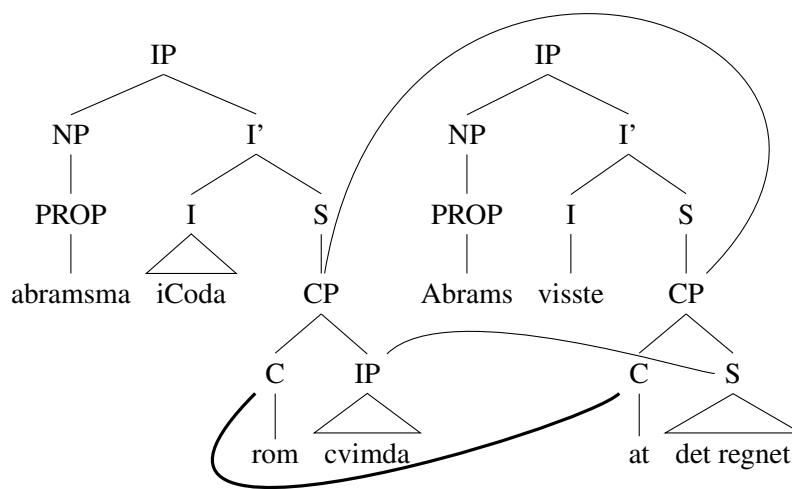 IP IP
NP I' NP I'
PROP I S PROP I S
abramsma iCoda CP Abrams visste CP
C IP C S
rom cvimda at det regnet